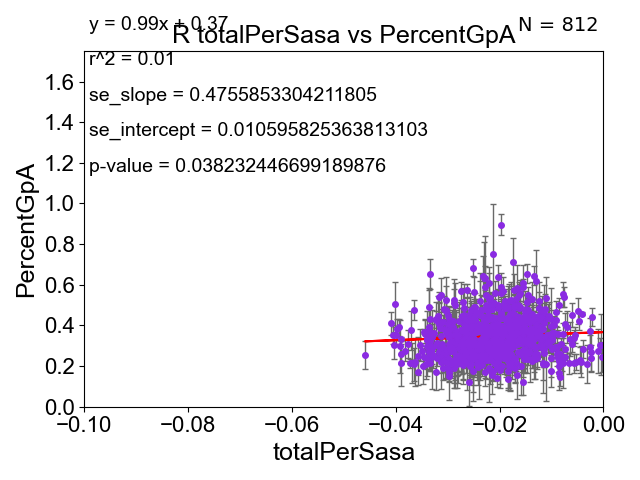 y = 0.99x + 0.37
N = 812
R totalPerSasa vs PercentGpA
r^2 = 0.01
se_slope = 0.4755853304211805
se_intercept = 0.010595825363813103
p-value = 0.038232446699189876
PercentGpA
1.6
1.4
1.2
1.0
0.8
0.6
0.4
0.2
0.0
−0.10 −0.08 −0.06 −0.04 −0.02 0.00
totalPerSasa